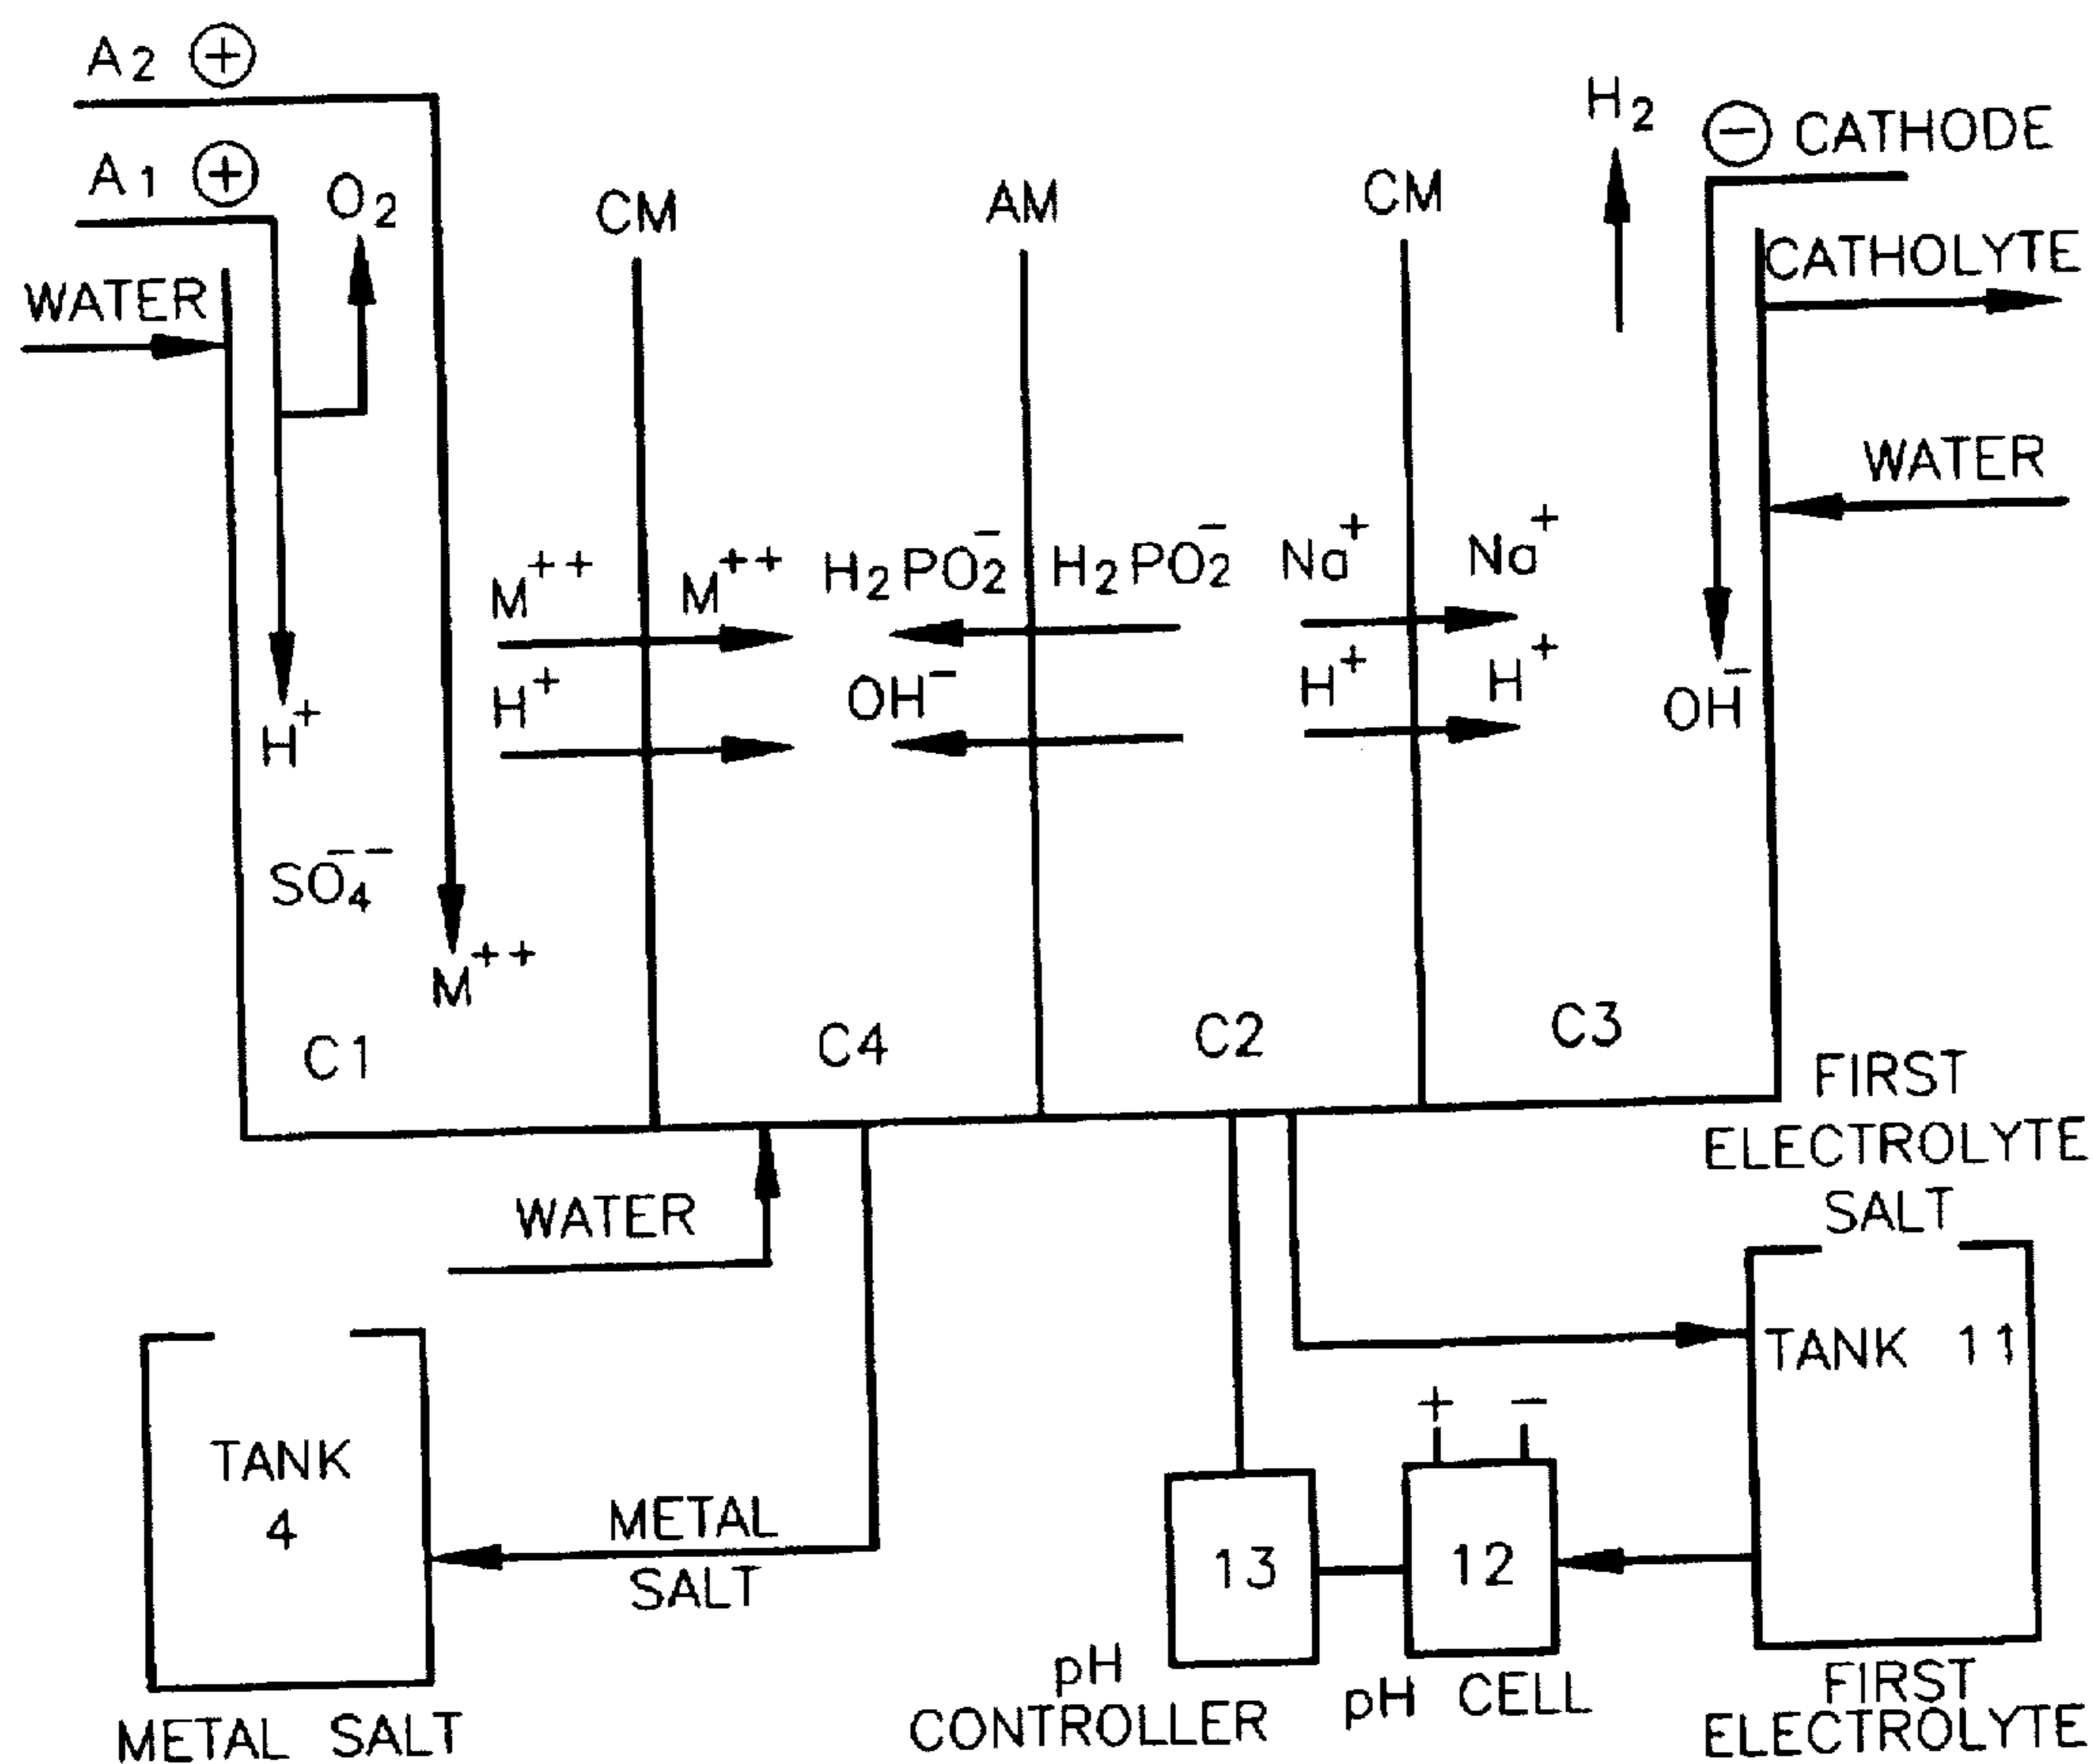 A2 ⊕
A1 ⊕
O2
WATER
CM
AM
CM
H2
⊖ CATHODE
CATHOLYTE
WATER
M++
M++
H2PO2-
H2PO2-
Na+
Na+
H+
OH-
H+
H+
OH-
H+
SO4--
M++
C1
C4
C2
C3
FIRST
ELECTROLYTE
SALT
WATER
TANK
4
METAL
SALT
METAL SALT
TANK 11
+ -
13
12
pH
CONTROLLER
pH CELL
FIRST
ELECTROLYTE